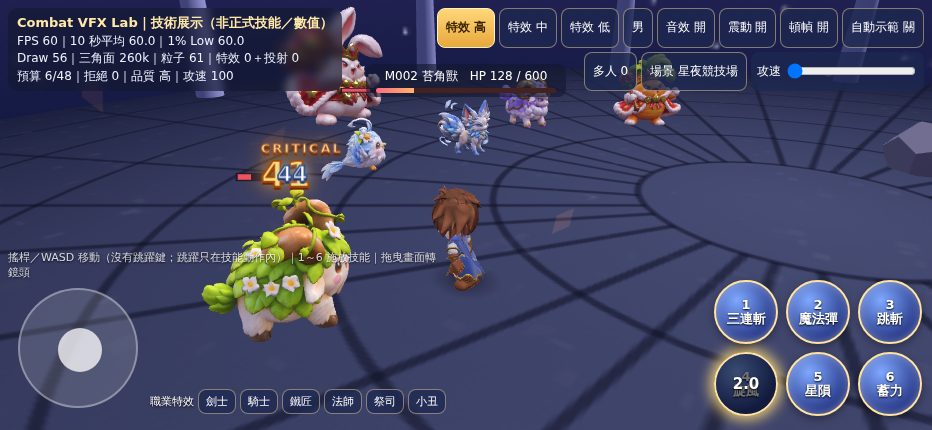 Combat VFX Lab｜技術展示（非正式技能／數值）
FPS 60｜10 秒平均 60.0｜1% Low 60.0
Draw 56｜三角面 260k｜粒子 61｜特效 0＋投射 0
預算 6/48｜拒絕 0｜品質 高｜攻速 100
特效 高
特效 中
特效 低
男
音效 開
震動 開
頓幀 開
自動示範 關
多人 0
場景 星夜競技場
攻速
M002 苔角獸 HP 128 / 600
CRITICAL
44
搖桿／WASD 移動（沒有跳躍鍵；跳躍只在技能動作內）｜1～6 施放技能｜拖曳畫面轉
鏡頭
1
三連斬
2
魔法彈
3
跳斬
2.0
旋風
5
星隕
6
蓄力
職業特效
劍士
騎士
鐵匠
法師
祭司
小丑